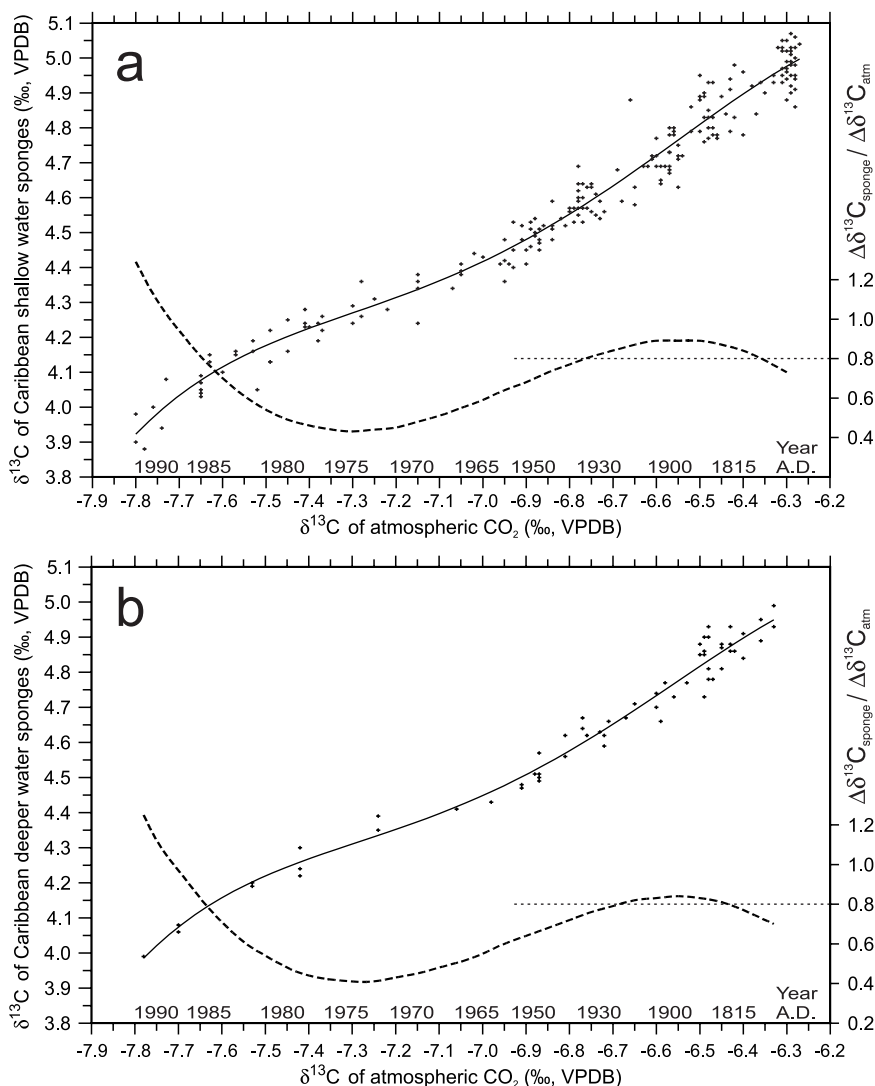 a
δ¹³C of Caribbean shallow water sponges (‰, VPDB)
5.1
5.0
4.9
4.8
4.7
4.6
4.5
4.4
4.3
4.2
4.1
4.0
3.9
3.8
Δδ¹³Csponge / Δδ¹³Catm
1.2
1.0
0.8
0.6
0.4
1990 1985 1980 1975 1970 1965 1950 1930 1900 1815 Year
A.D.
-7.9 -7.8 -7.7 -7.6 -7.5 -7.4 -7.3 -7.2 -7.1 -7.0 -6.9 -6.8 -6.7 -6.6 -6.5 -6.4 -6.3 -6.2
δ¹³C of atmospheric CO₂ (‰, VPDB)
b
δ¹³C of Caribbean deeper water sponges (‰, VPDB)
5.1
5.0
4.9
4.8
4.7
4.6
4.5
4.4
4.3
4.2
4.1
4.0
3.9
3.8
Δδ¹³Csponge / Δδ¹³Catm
1.2
1.0
0.8
0.6
0.4
0.2
1990 1985 1980 1975 1970 1965 1950 1930 1900 1815 Year
A.D.
-7.9 -7.8 -7.7 -7.6 -7.5 -7.4 -7.3 -7.2 -7.1 -7.0 -6.9 -6.8 -6.7 -6.6 -6.5 -6.4 -6.3 -6.2
δ¹³C of atmospheric CO₂ (‰, VPDB)